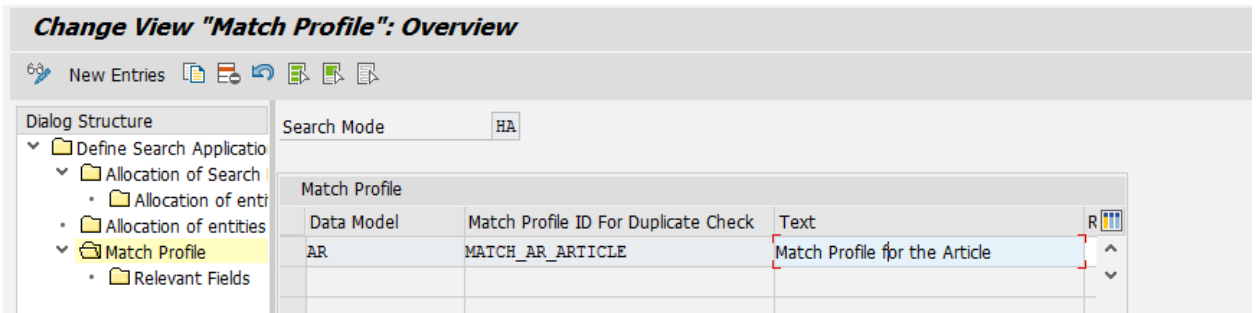 Change View "Match Profile": Overview
New Entries
Dialog Structure
Define Search Applicatio
Allocation of Search
Allocation of enti
Allocation of entities
Match Profile
Relevant Fields
Search Mode HA
Match Profile
Data Model Match Profile ID For Duplicate Check Text R
AR MATCH_AR_ARTICLE Match Profile for the Article